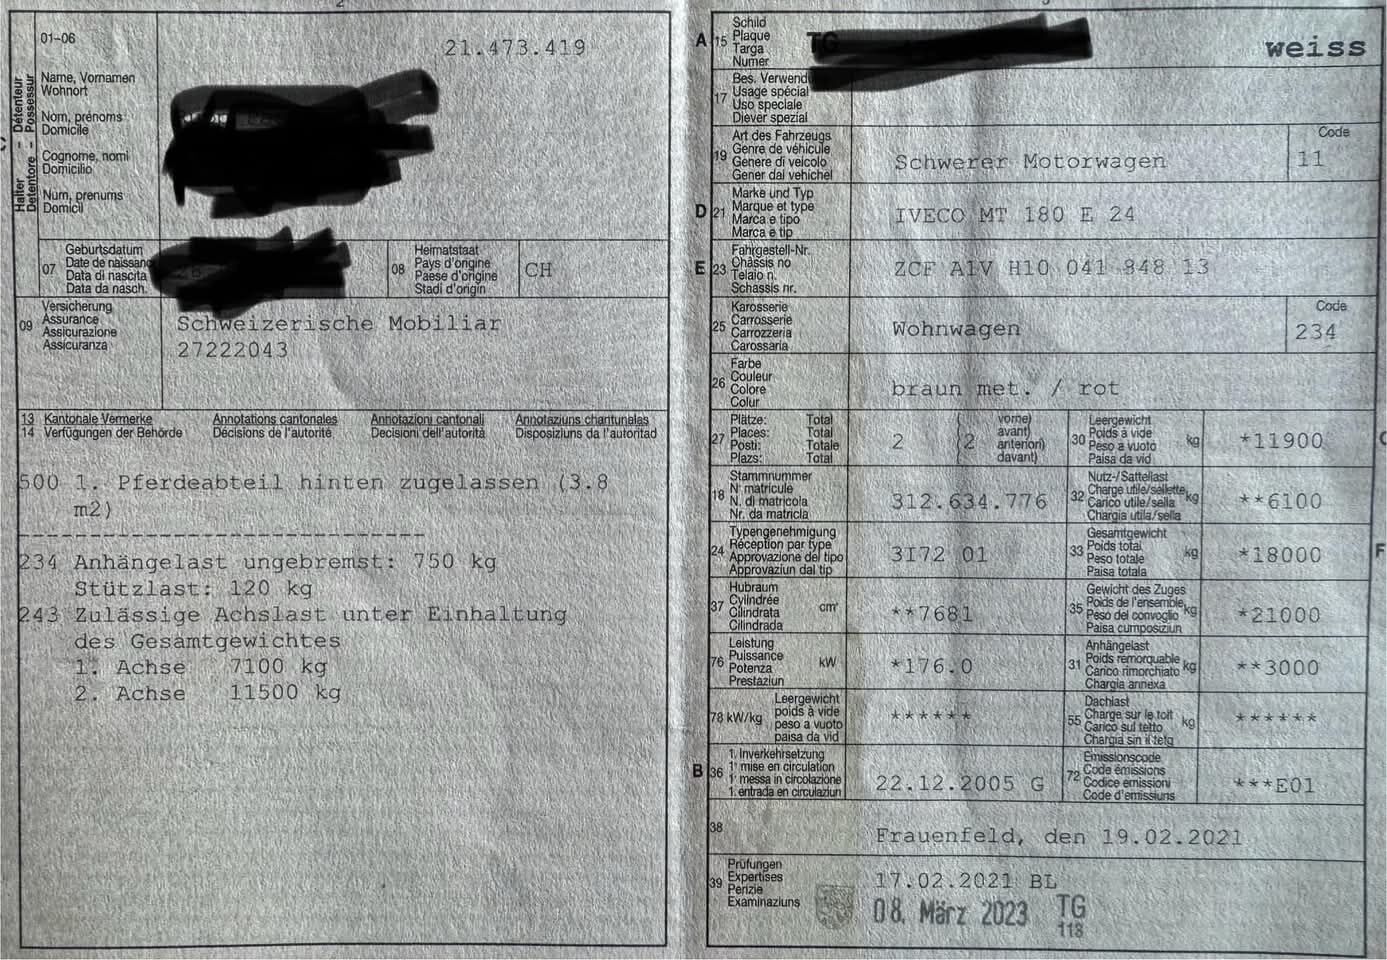 01-06
21.473.419
Halter - Détenteur
Detentore - Possessur
Name, Vornamen
Wohnort
Nom, prénoms
Domicile
Cognome, nomi
Domicilio
Num, prenums
Domicil
07
Geburtsdatum
Date de naissance
Data di nascita
Data da nasch.
08
Heimatstaat
Pays d'origine
Paese d'origine
Stadi d'origin
CH
09
Versicherung
Assurance
Assicurazione
Assicuranza
Schweizerische Mobiliar
27222043
13 Kantonale Vermerke Annotations cantonales Annotazioni cantonali Annotaziuns chantunalas
14 Verfügungen der Behörde Décisions de l'autorité Decisioni dell'autorità Disposiziuns da l'autoritad
500 1. Pferdeabteil hinten zugelassen (3.8
m2)
234 Anhängelast ungebremst: 750 kg
Stützlast: 120 kg
243 Zulässige Achslast unter Einhaltung
des Gesamtgewichtes
1. Achse 7100 kg
2. Achse 11500 kg
A 15
Schild
Plaque
Targa
Numer
TG
weiss
17
Bes. Verwend
Usage spécial
Uso speciale
Diever spezial
19
Art des Fahrzeugs
Genre de véhicule
Genere di veicolo
Gener dal vehichel
Schwerer Motorwagen
Code
11
D 21
Marke und Typ
Marque et type
Marca e tipo
Marca e tip
IVECO MT 180 E 24
E 23
Fahrgestell-Nr.
Châssis no
Telaio n.
Schassis nr.
ZCF A1V H10 041 848 13
25
Karosserie
Carrosserie
Carrozzeria
Carossaria
Wohnwagen
Code
234
26
Farbe
Couleur
Colore
Colur
braun met. / rot
27
Plätze: Total
Places: Total
Posti: Totale
Plazs: Total
2
(2
vorne)
avant)
anteriori)
davant)
30
Leergewicht
Poids à vide
Peso a vuoto
Paisa da vid
kg
*11900
18
Stammnummer
N° matricule
N. di matricola
Nr. da matricla
312.634.776
32
Nutz-/Sattellast
Charge utile/sellette
Carico utile/sella
Chargia utila/sella
kg
**6100
24
Typengenehmigung
Réception par type
Approvazione del tipo
Approvaziun dal tip
3I72 01
33
Gesamtgewicht
Poids total
Peso totale
Paisa totala
kg
*18000
F
37
Hubraum
Cylindrée
Cilindrata
Cilindrada
cm³
**7681
35
Gewicht des Zuges
Poids de l'ensemble
Peso del convoglio
Paisa cumposiziun
kg
*21000
76
Leistung
Puissance
Potenza
Prestaziun
kW
*176.0
31
Anhängelast
Poids remorquable
Carico rimorchiato
Chargia annexa
kg
**3000
78 kW/kg
Leergewicht
poids à vide
peso a vuoto
paisa da vid
******
55
Dachlast
Charge sur le toit
Carico sul tetto
Chargia sin il tetg
kg
******
B 36
1. Inverkehrsetzung
1° mise en circulation
1° messa in circolazione
1. entrada en circulaziun
22.12.2005 G
72
Emissionscode
Code émissions
Codice emissioni
Code d'emissiuns
***E01
38
Frauenfeld, den 19.02.2021
39
Prüfungen
Expertises
Perizie
Examinaziuns
17.02.2021 BL
08. März 2023 TG
118